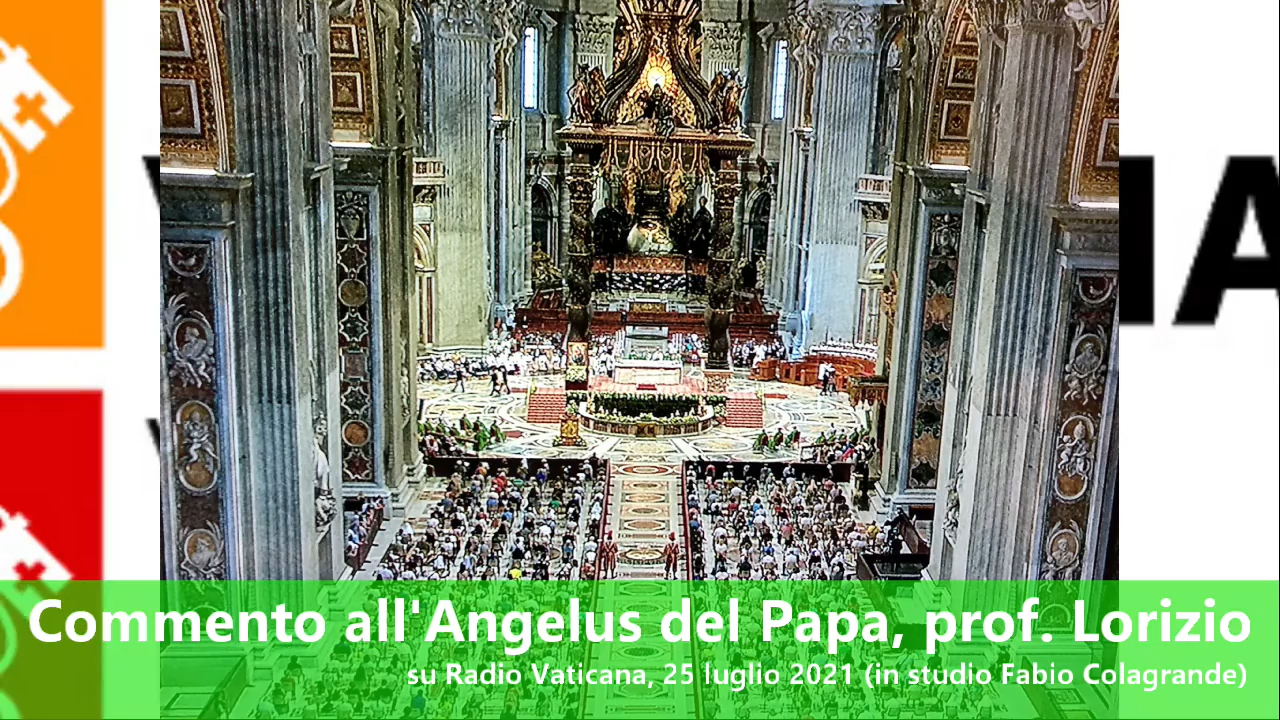 Commento all'Angelus del Papa, prof. Lorizio
su Radio Vaticana, 25 luglio 2021 (in studio Fabio Colagrande)